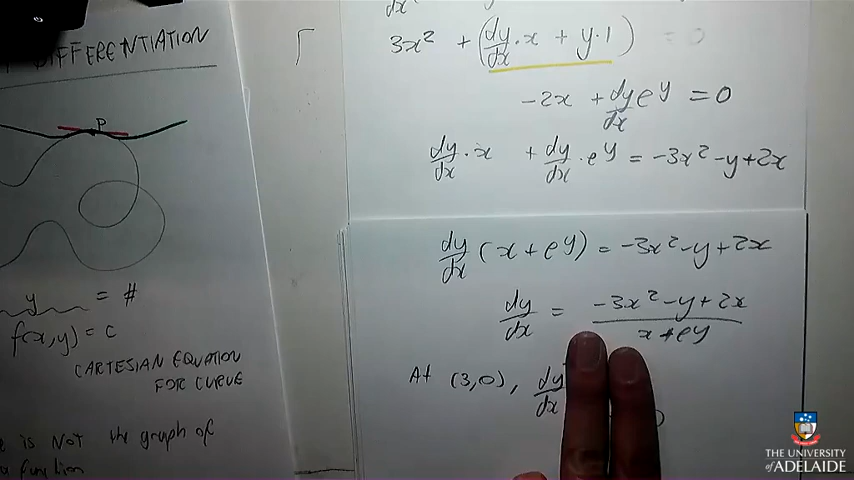 DIFFERENTIATION
P
y = #
f(x,y) = c
CARTESIAN EQUATION
FOR CURVE
is NOT the graph of
function
dx
3x² + (dy/dx · x + y·1) = 0
-2x + dy/dx e^y = 0
dy/dx · x + dy/dx · e^y = -3x² - y + 2x
dy/dx (x + e^y) = -3x² - y + 2x
dy/dx = (-3x² - y + 2x)/(x + e^y)
At (3,0), dy/dx
THE UNIVERSITY
of ADELAIDE